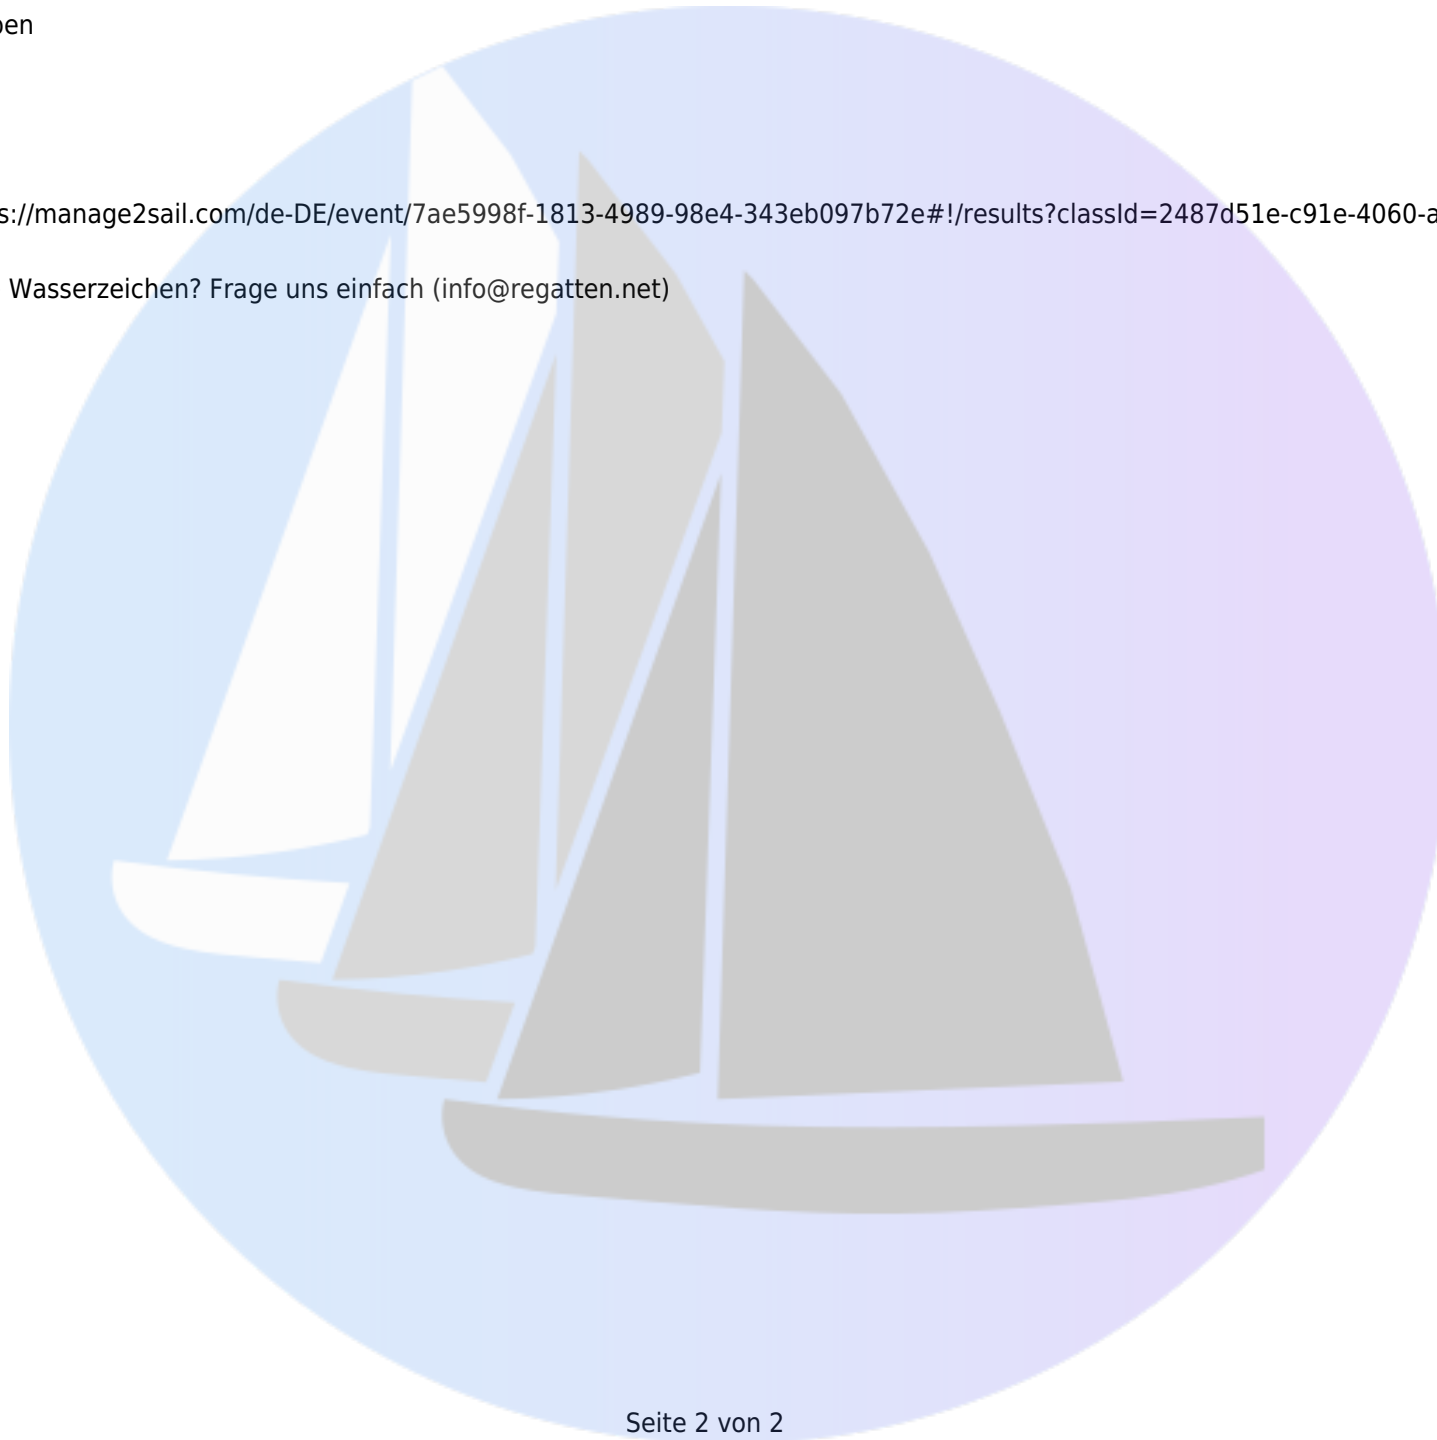 ben
s://manage2sail.com/de-DE/event/7ae5998f-1813-4989-98e4-343eb097b72e#!/results?classId=2487d51e-c91e-4060-a
Wasserzeichen? Frage uns einfach (info@regatten.net)
Seite 2 von 2